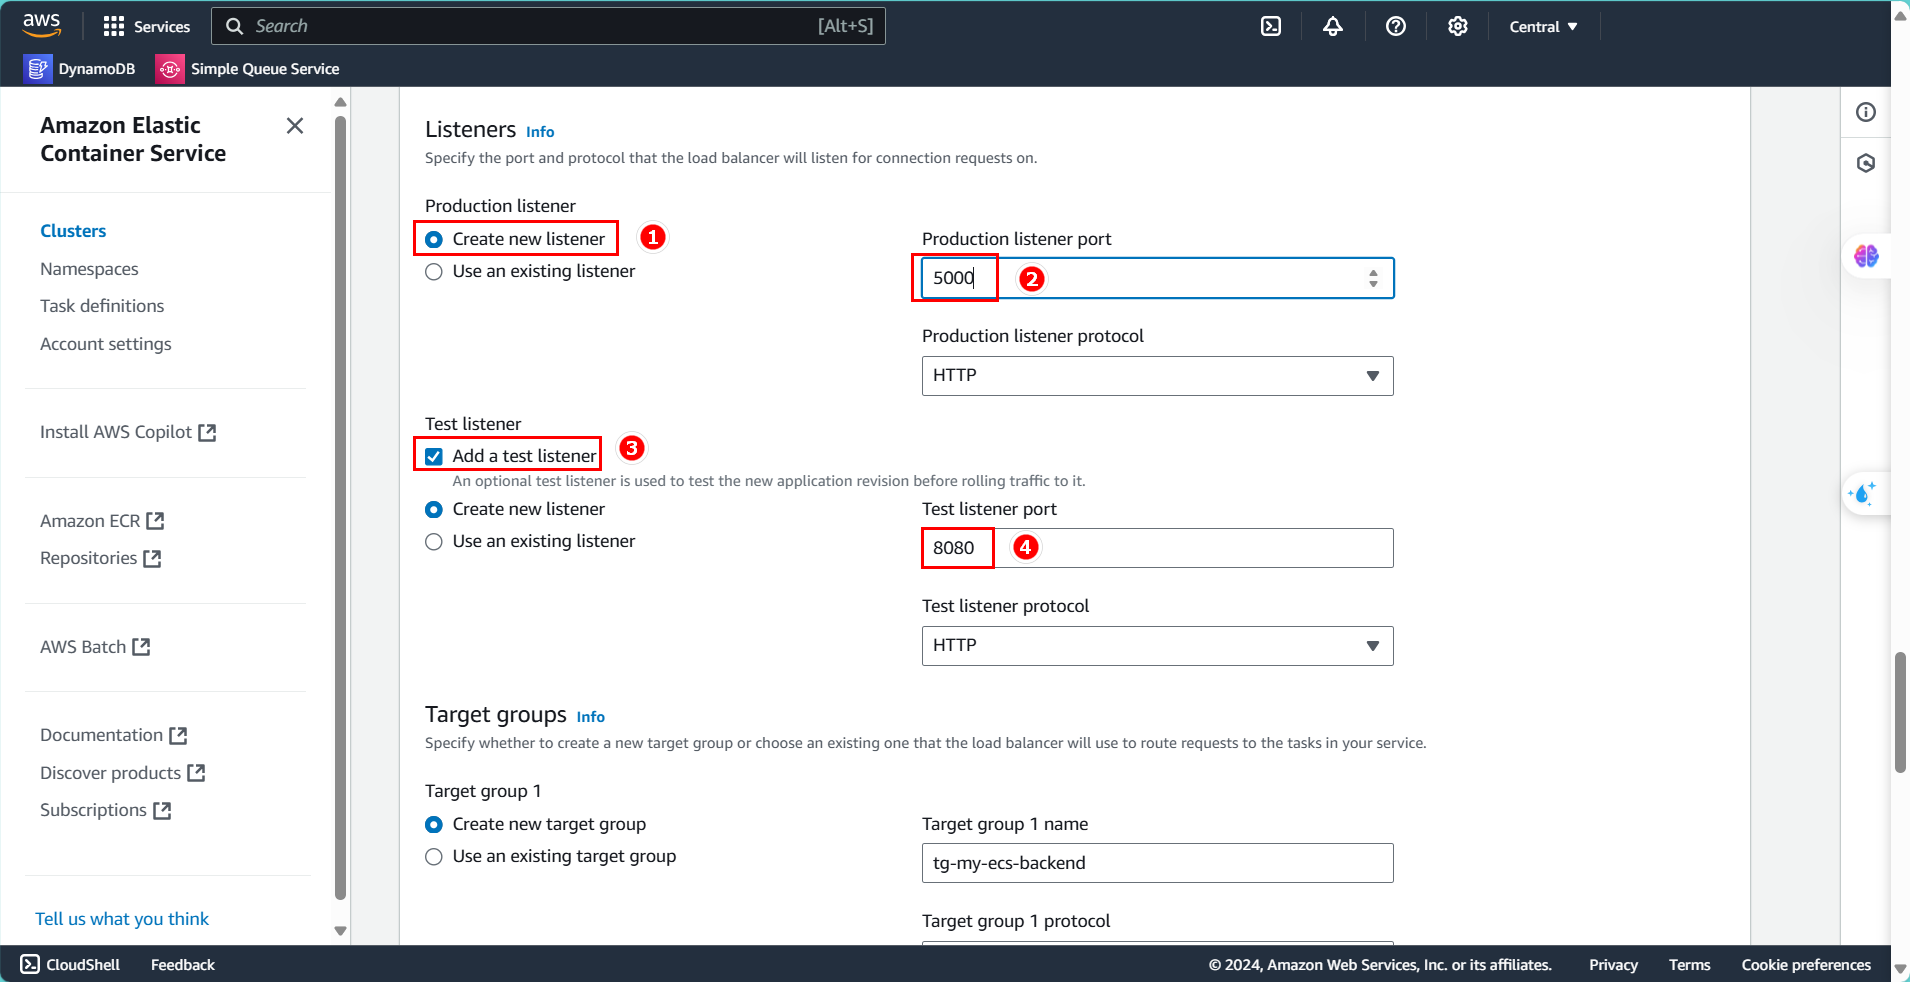 aws
Services
Search
[Alt+S]
Central
DynamoDB
Simple Queue Service
Amazon Elastic
Container Service
Clusters
Namespaces
Task definitions
Account settings
Install AWS Copilot
Amazon ECR
Repositories
AWS Batch
Documentation
Discover products
Subscriptions
Tell us what you think
Listeners Info
Specify the port and protocol that the load balancer will listen for connection requests on.
Production listener
Create new listener
1
Use an existing listener
Production listener port
5000
2
Production listener protocol
HTTP
Test listener
Add a test listener
3
An optional test listener is used to test the new application revision before rolling traffic to it.
Create new listener
Use an existing listener
Test listener port
8080
4
Test listener protocol
HTTP
Target groups Info
Specify whether to create a new target group or choose an existing one that the load balancer will use to route requests to the tasks in your service.
Target group 1
Create new target group
Use an existing target group
Target group 1 name
tg-my-ecs-backend
Target group 1 protocol
CloudShell
Feedback
© 2024, Amazon Web Services, Inc. or its affiliates.
Privacy
Terms
Cookie preferences